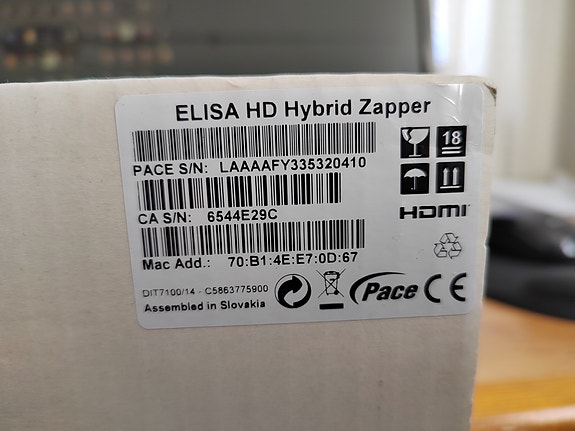 ELISA HD Hybrid Zapper
PACE S/N: LAAAAFY335320410
18
CA S/N: 6544E29C
HDMI
Mac Add.: 70:B1:4E:E7:0D:67
DIT7100/14 - C5863775900
Assembled in Slovakia
Pace CE